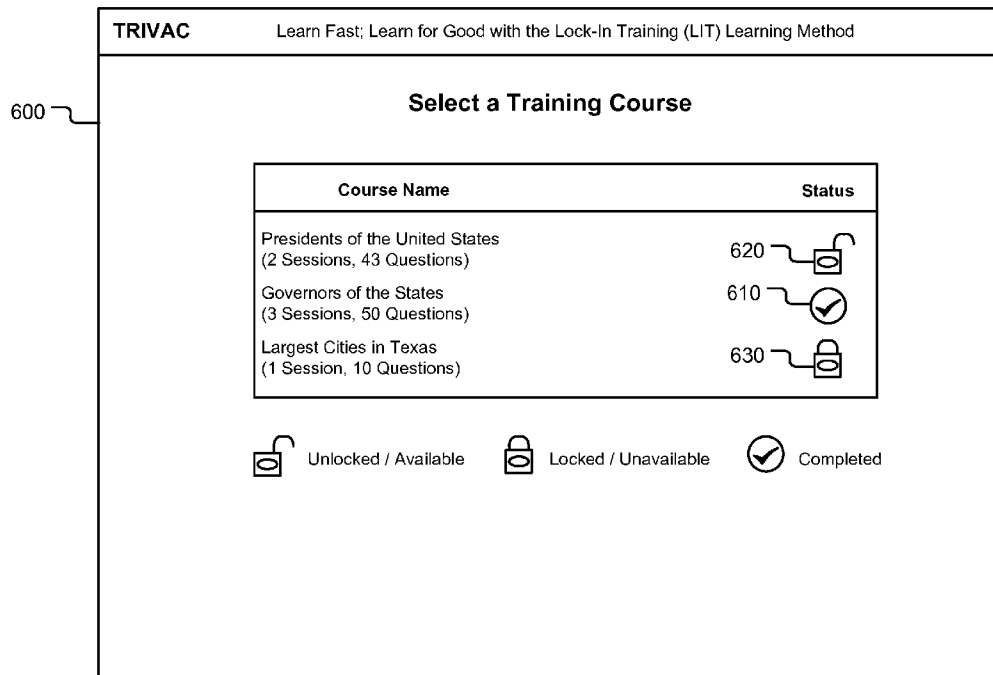 TRIVAC Learn Fast; Learn for Good with the Lock-In Training (LIT) Learning Method
600
Select a Training Course
Course Name Status
Presidents of the United States
(2 Sessions, 43 Questions)
620
Governors of the States
(3 Sessions, 50 Questions)
610
Largest Cities in Texas
(1 Session, 10 Questions)
630
Unlocked / Available Locked / Unavailable Completed